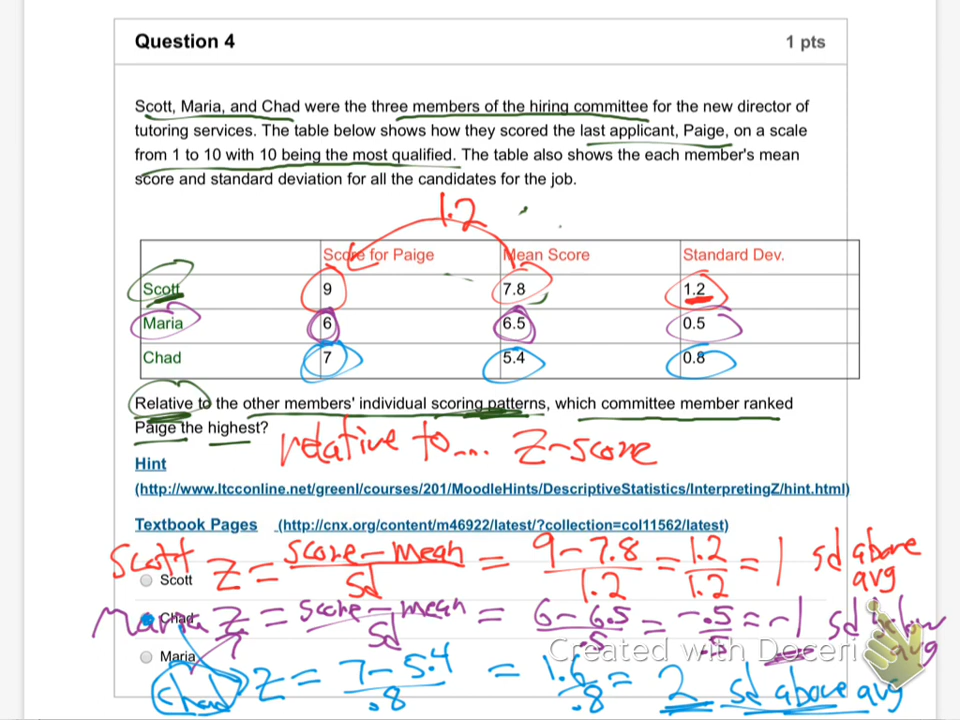 Question 4
1 pts
Scott, Maria, and Chad were the three members of the hiring committee for the new director of
tutoring services. The table below shows how they scored the last applicant, Paige, on a scale
from 1 to 10 with 10 being the most qualified. The table also shows the each member's mean
score and standard deviation for all the candidates for the job.
1.2
Score for Paige Mean Score Standard Dev.
Scott 9 7.8 1.2
Maria 6 6.5 0.5
Chad 7 5.4 0.8
Relative to the other members' individual scoring patterns, which committee member ranked
Paige the highest?
relative to... Z-score
Hint
(http://www.ltcconline.net/greenl/courses/201/MoodleHints/DescriptiveStatistics/InterpretingZ/hint.html)
Textbook Pages (http://cnx.org/content/m46922/latest/?collection=col11562/latest)
Scott Z = score - mean / sd = 9 - 7.8 / 1.2 = 1.2 / 1.2 = 1 sd above avg
Scott
Maria Z = score - mean / sd = 6 - 6.5 / .5 = -.5 / .5 = -1 sd below avg
Chad
Created with Doceri
Maria
Chad Z = 7 - 5.4 / .8 = 1.6 / .8 = 2 sd above avg